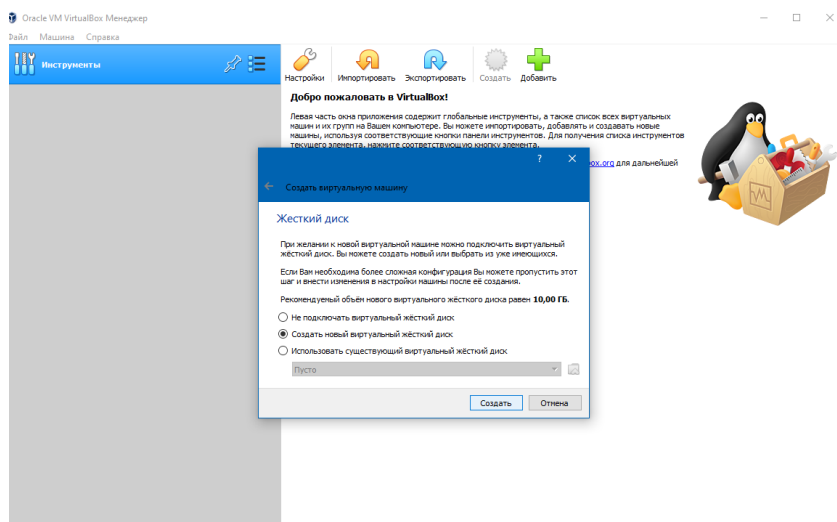 Oracle VM VirtualBox Менеджер
Файл Машина Справка
Инструменты
Настройки Импортировать Экспортировать Создать Добавить
Добро пожаловать в VirtualBox!
Левая часть окна приложения содержит глобальные инструменты, а также список всех виртуальных
машин и их групп на Вашем компьютере. Вы можете импортировать, добавлять и создавать новые
машины, используя соответствующие кнопки панели инструментов. Для получения списка инструментов
текущего элемента, нажмите соответствующую кнопку элемента.
?
ox.org для дальнейшей
Создать виртуальную машину
Жесткий диск
При желании к новой виртуальной машине можно подключить виртуальный
жёсткий диск. Вы можете создать новый или выбрать из уже имеющихся.
Если Вам необходима более сложная конфигурация Вы можете пропустить этот
шаг и внести изменения в настройки машины после её создания.
Рекомендуемый объём нового виртуального жёсткого диска равен 10,00 ГБ.
Не подключать виртуальный жёсткий диск
Создать новый виртуальный жёсткий диск
Использовать существующий виртуальный жёсткий диск
Пусто
Создать Отмена